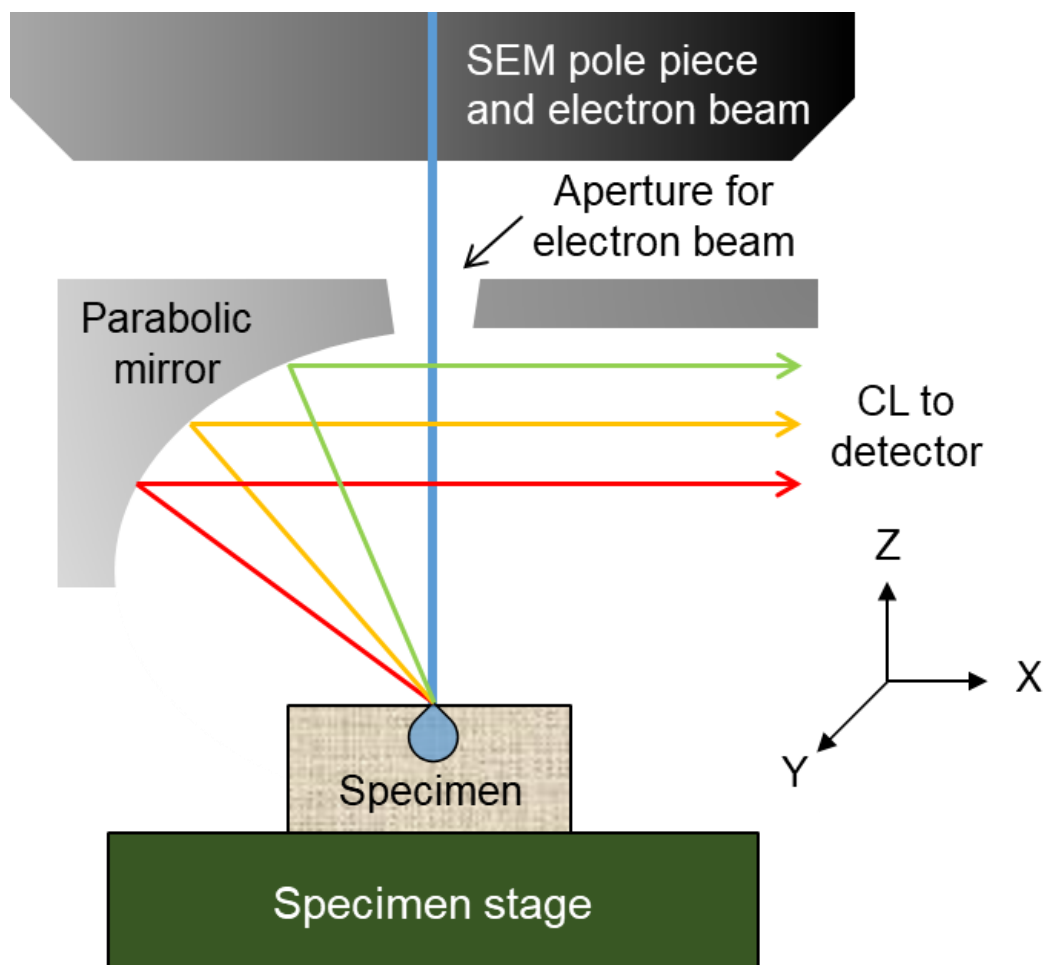 SEM pole piece
and electron beam
Aperture for
electron beam
Parabolic
mirror
CL to
detector
Z
X
Y
Specimen
Specimen stage